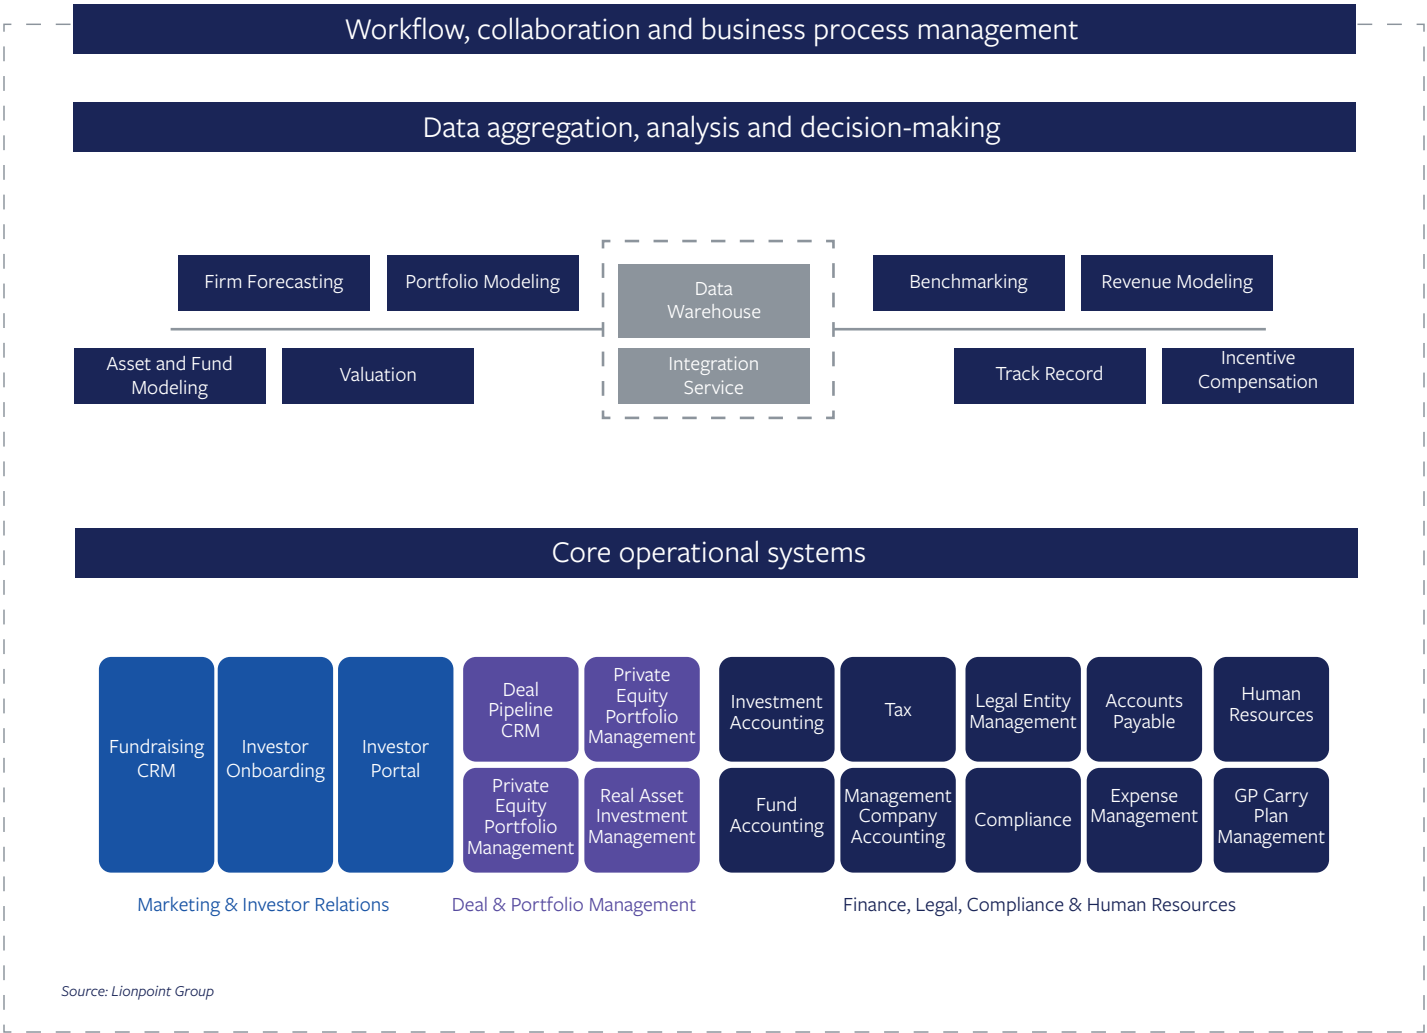 Workflow, collaboration and business process management
Data aggregation, analysis and decision-making
Firm Forecasting
Portfolio Modeling
Data
Warehouse
Benchmarking
Revenue Modeling
Asset and Fund
Modeling
Valuation
Integration
Service
Track Record
Incentive
Compensation
Core operational systems
Fundraising
CRM
Investor
Onboarding
Investor
Portal
Deal
Pipeline
CRM
Private
Equity
Portfolio
Management
Private
Equity
Portfolio
Management
Real Asset
Investment
Management
Investment
Accounting
Tax
Legal Entity
Management
Accounts
Payable
Human
Resources
Fund
Accounting
Management
Company
Accounting
Compliance
Expense
Management
GP Carry
Plan
Management
Marketing & Investor Relations
Deal & Portfolio Management
Finance, Legal, Compliance & Human Resources
Source: Lionpoint Group